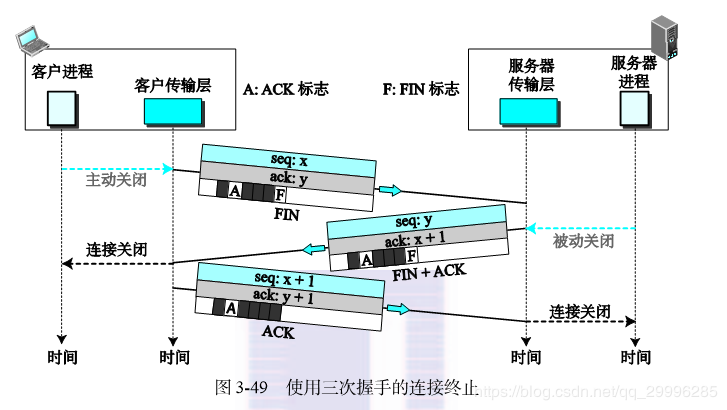 客户进程
客户传输层
A: ACK 标志
F: FIN 标志
服务器
传输层
服务器
进程
主动关闭
seq: x
ack: y
A
F
FIN
seq: y
ack: x + 1
A
F
FIN + ACK
被动关闭
连接关闭
seq: x + 1
ack: y + 1
A
ACK
连接关闭
时间
时间
时间
时间
图 3-49 使用三次握手的连接终止
https://blog.csdn.net/qq_29996285